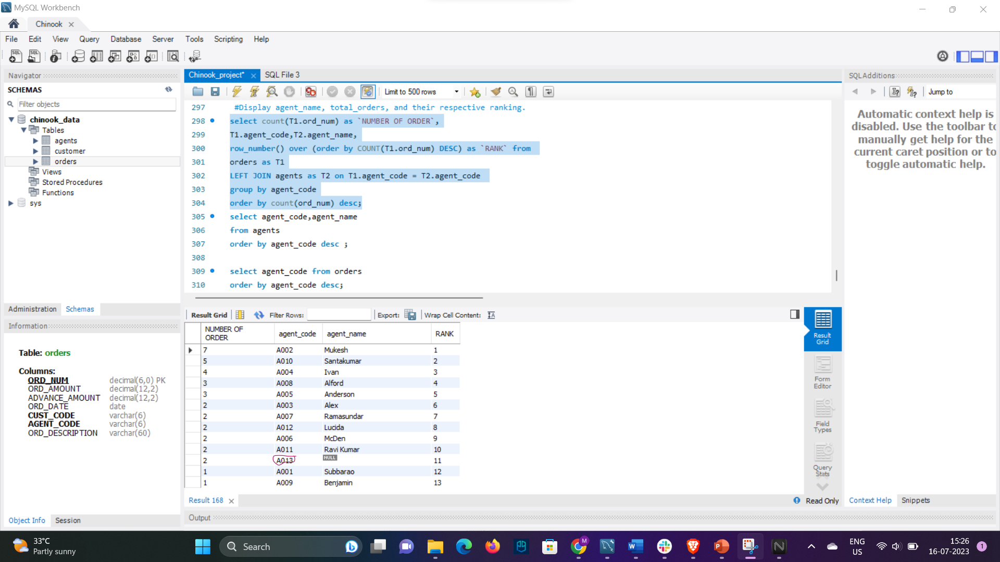 MySQL Workbench
Chinook
File Edit View Query Database Server Tools Scripting Help
Navigator
SCHEMAS
Filter objects
chinook_data
Tables
agents
customer
orders
Views
Stored Procedures
Functions
sys
Administration Schemas
Information
Table: orders
Columns:
ORD_NUM decimal(6,0) PK
ORD_AMOUNT decimal(12,2)
ADVANCE_AMOUNT decimal(12,2)
ORD_DATE date
CUST_CODE varchar(6)
AGENT_CODE varchar(6)
ORD_DESCRIPTION varchar(60)
Object Info Session
Chinook_project* SQL File 3
Limit to 500 rows
297 #Display agent_name, total_orders, and their respective ranking.
298 select count(T1.ord_num) as `NUMBER OF ORDER`,
299 T1.agent_code,T2.agent_name,
300 row_number() over (order by COUNT(T1.ord_num) DESC) as `RANK` from
301 orders as T1
302 LEFT JOIN agents as T2 on T1.agent_code = T2.agent_code
303 group by agent_code
304 order by count(ord_num) desc;
305 select agent_code,agent_name
306 from agents
307 order by agent_code desc ;
308
309 select agent_code from orders
310 order by agent_code desc;
Result Grid Filter Rows: Export: Wrap Cell Content:
NUMBER OF ORDER agent_code agent_name RANK
7 A002 Mukesh 1
5 A010 Santakumar 2
4 A004 Ivan 3
3 A008 Alford 4
3 A005 Anderson 5
2 A003 Alex 6
2 A007 Ramasundar 7
2 A012 Lucida 8
2 A006 McDen 9
2 A011 Ravi Kumar 10
2 A013 NULL 11
1 A001 Subbarao 12
1 A009 Benjamin 13
Result Grid
Form Editor
Field Types
Query Stats
Result 168
Read Only
Output
SQLAdditions
Jump to
Automatic context help is
disabled. Use the toolbar to
manually get help for the
current caret position or to
toggle automatic help.
Context Help Snippets
33°C
Partly sunny
Search
ENG
US
15:26
16-07-2023
1